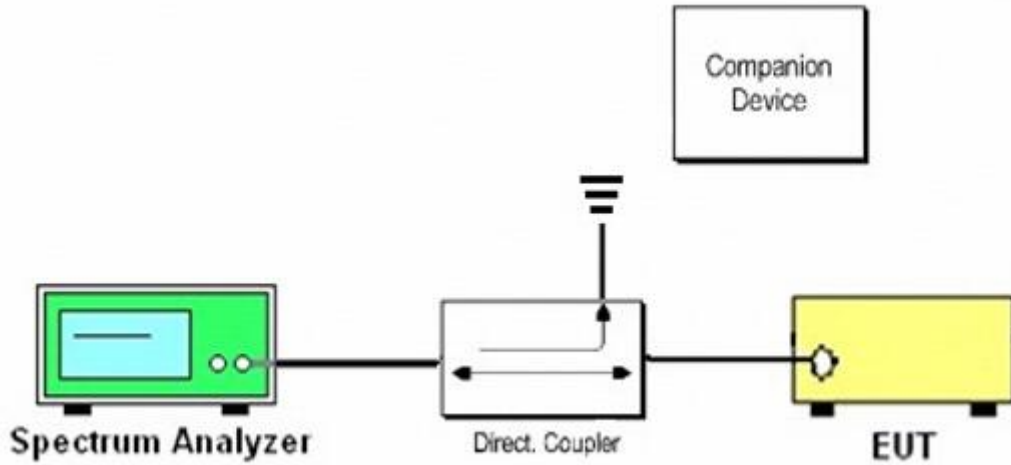 Companion
Device
Spectrum Analyzer
Direct. Coupler
EUT